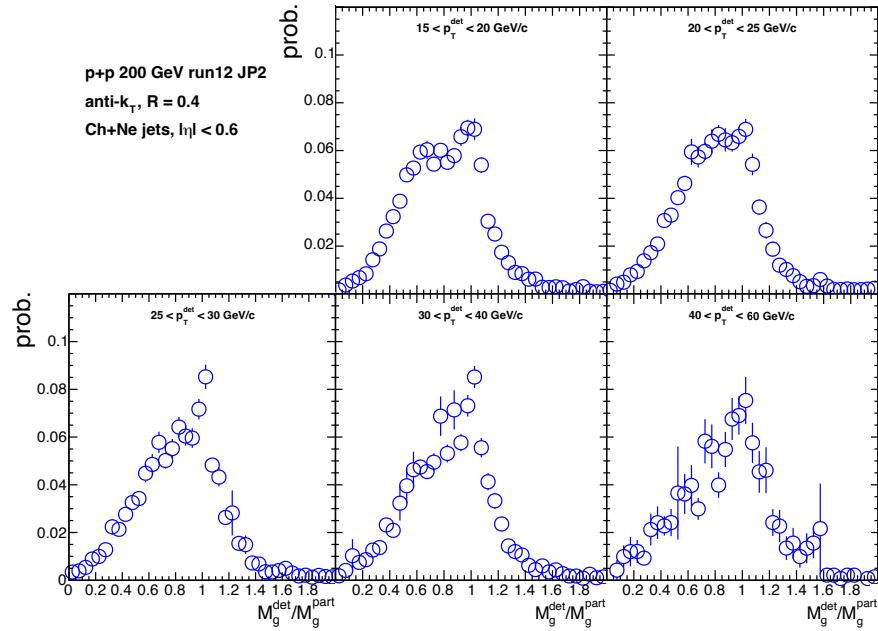 p+p 200 GeV run12 JP2
anti-k_T, R = 0.4
Ch+Ne jets, |η| < 0.6
prob.
0.1
0.08
0.06
0.04
0.02
15 < p_T^det < 20 GeV/c
20 < p_T^det < 25 GeV/c
prob.
0.1
0.08
0.06
0.04
0.02
0
25 < p_T^det < 30 GeV/c
30 < p_T^det < 40 GeV/c
40 < p_T^det < 60 GeV/c
0 0.2 0.4 0.6 0.8 1 1.2 1.4 1.6 1.8
0.2 0.4 0.6 0.8 1 1.2 1.4 1.6 1.8
0.2 0.4 0.6 0.8 1 1.2 1.4 1.6 1.8
M_g^det/M_g^part
M_g^det/M_g^part
M_g^det/M_g^part